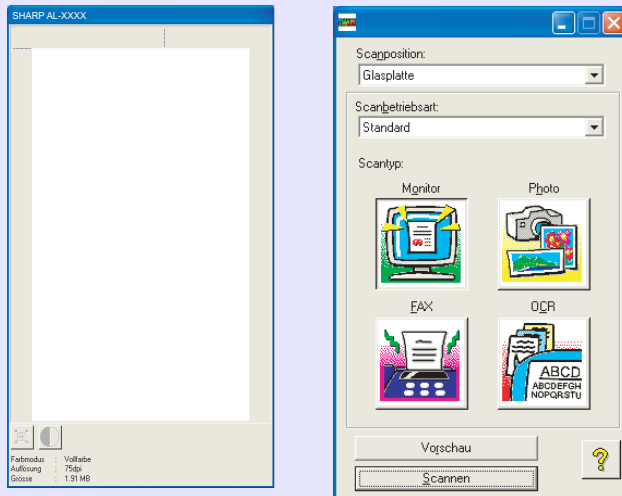 SHARP AL-XXXX
Farbmodus : Vollfarbe
Auflösung : 75dpi
Grösse : 1.91 MB
Scanposition:
Glasplatte
Scanbetriebsart:
Standard
Scantyp:
Monitor Photo
FAX OCR
ABCD
ABCDEFGH
NOPQRSTU
Vorschau
Scannen
?